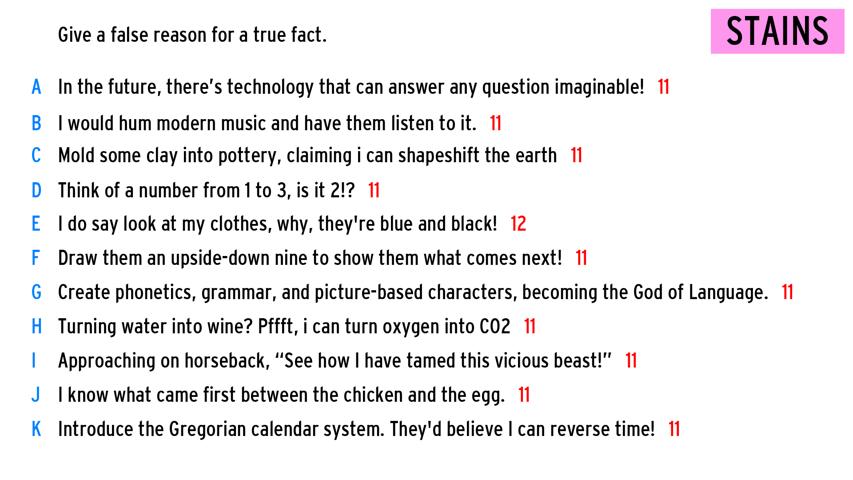 Give a false reason for a true fact.
STAINS
A In the future, there's technology that can answer any question imaginable! 11
B I would hum modern music and have them listen to it. 11
C Mold some clay into pottery, claiming i can shapeshift the earth 11
D Think of a number from 1 to 3, is it 2!? 11
E I do say look at my clothes, why, they're blue and black! 12
F Draw them an upside-down nine to show them what comes next! 11
G Create phonetics, grammar, and picture-based characters, becoming the God of Language. 11
H Turning water into wine? Pffft, i can turn oxygen into CO2 11
I Approaching on horseback, “See how I have tamed this vicious beast!” 11
J I know what came first between the chicken and the egg. 11
K Introduce the Gregorian calendar system. They'd believe I can reverse time! 11